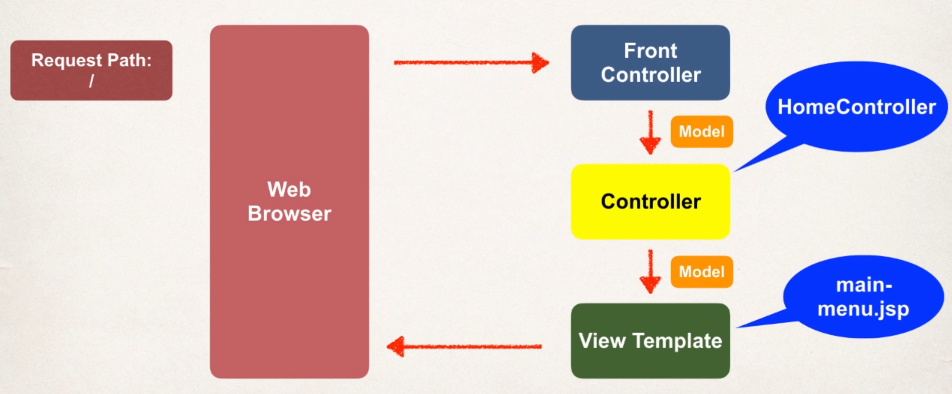 Request Path:
/
Web
Browser
Front
Controller
Model
HomeController
Controller
Model
main-
menu.jsp
View Template